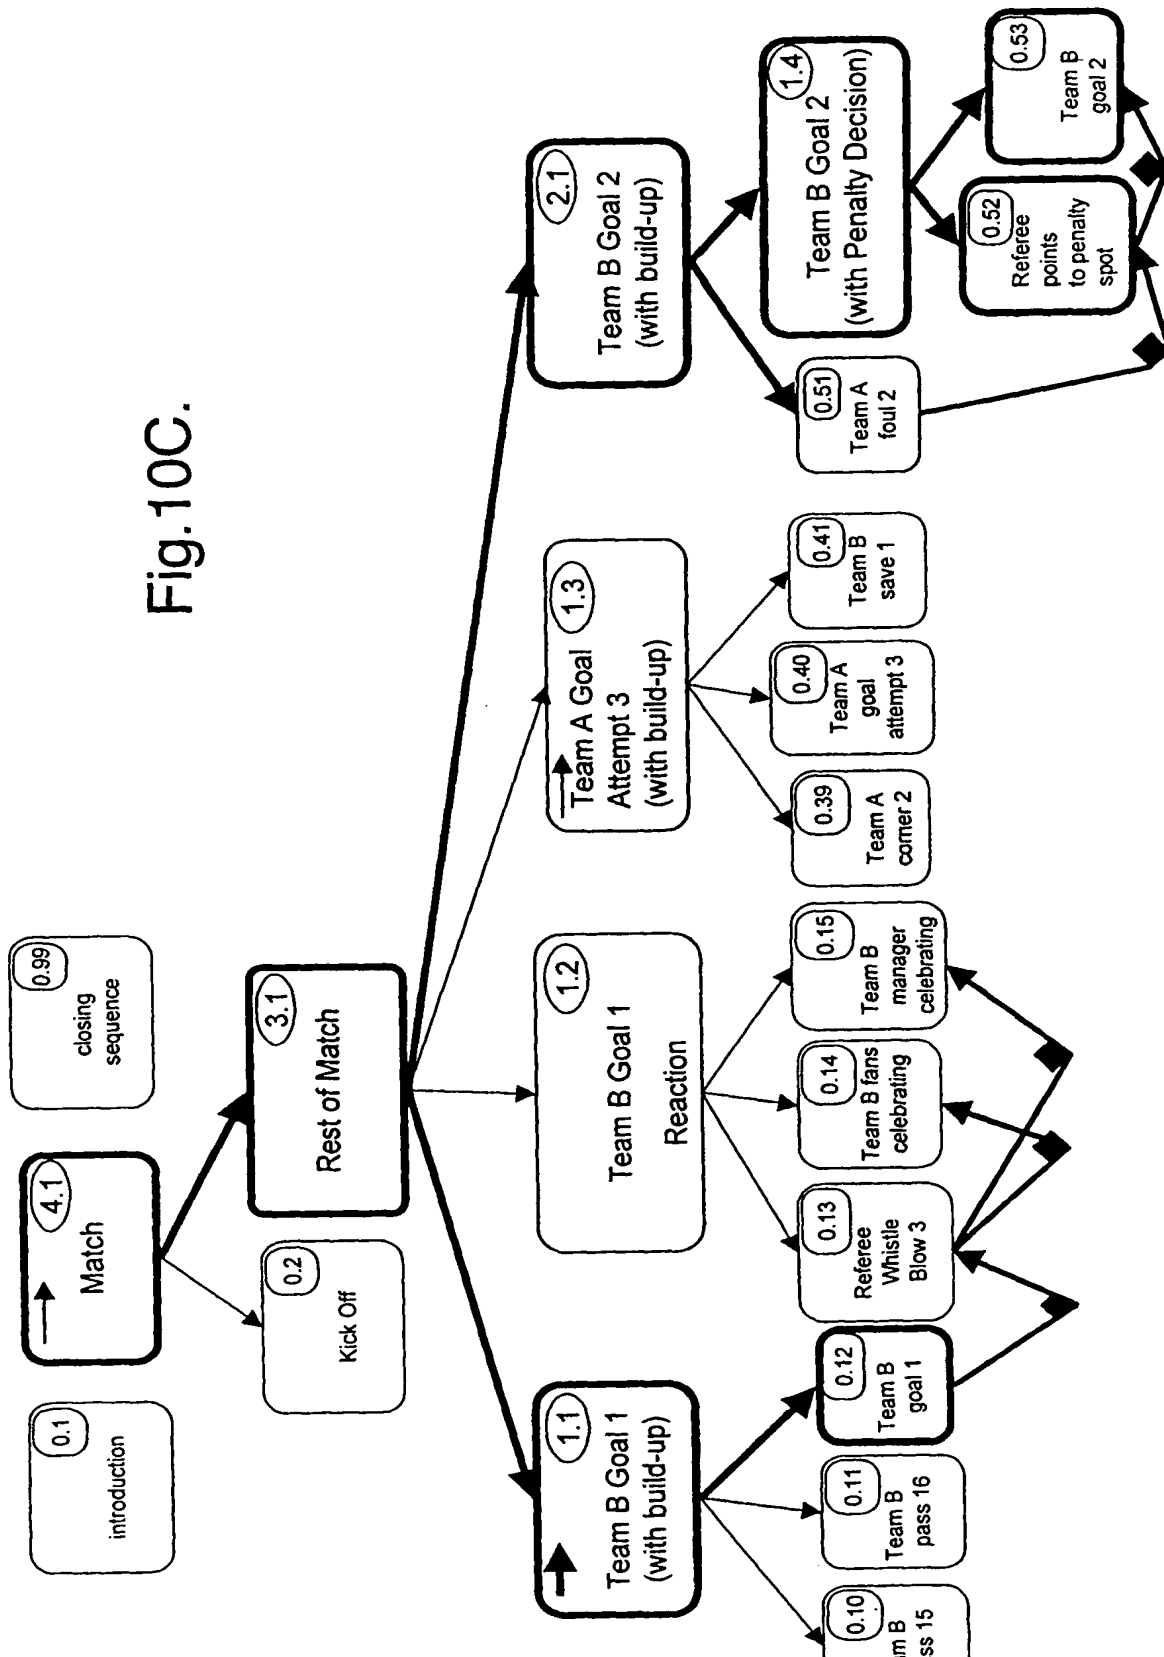 Fig.10C.
0.1
introduction
4.1
Match
0.99
closing
sequence
0.2
Kick Off
3.1
Rest of Match
1.1
Team B Goal 1
(with build-up)
1.2
Team B Goal 1
Reaction
1.3
Team A Goal
Attempt 3
(with build-up)
2.1
Team B Goal 2
(with build-up)
0.10
ss 15
0.11
Team B
pass 16
0.12
Team B
goal 1
0.13
Referee
Whistle
Blow 3
0.14
Team B fans
celebrating
0.15
Team B
manager
celebrating
0.39
Team A
corner 2
0.40
Team A
goal
attempt 3
0.41
Team B
save 1
0.51
Team A
foul 2
1.4
Team B Goal 2
(with Penalty Decision)
0.52
Referee
points
to penalty
spot
0.53
Team B
goal 2